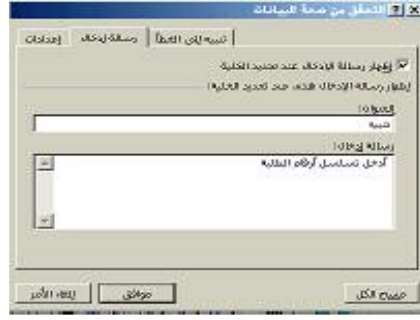 التحقق من صحة البيانات
إعدادات
رسالة إدخال
تنبيه إلى الخطأ
إظهار رسالة الإدخال عند تحديد الخلية
إظهار رسالة الإدخال هذه، عند تحديد الخلية:
العنوان:
تنبيه
رسالة إدخال:
أدخل تسلسل أرقام الطلبة
مسح الكل
موافق
إلغاء الأمر